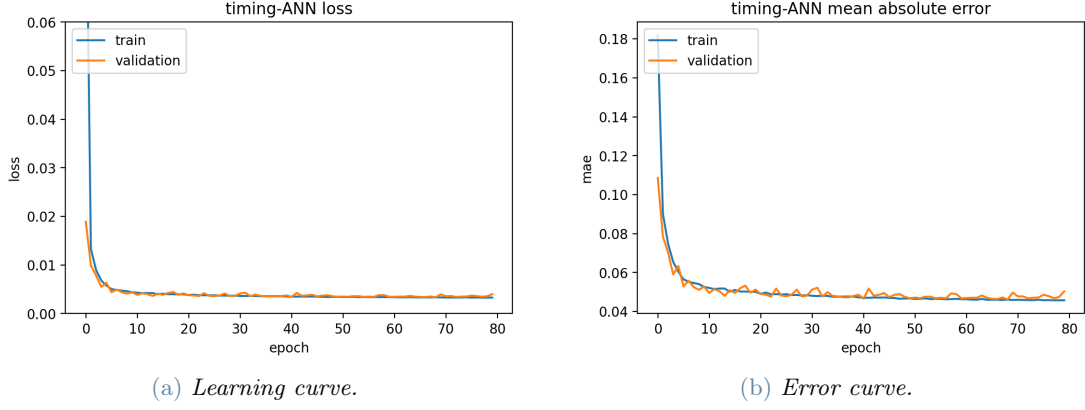 timing-ANN loss
0.06
0.05
0.04
0.03
0.02
0.01
0.00
loss
train
validation
0 10 20 30 40 50 60 70 80
epoch
(a) Learning curve.
timing-ANN mean absolute error
0.18
0.16
0.14
0.12
0.10
0.08
0.06
0.04
mae
train
validation
0 10 20 30 40 50 60 70 80
epoch
(b) Error curve.